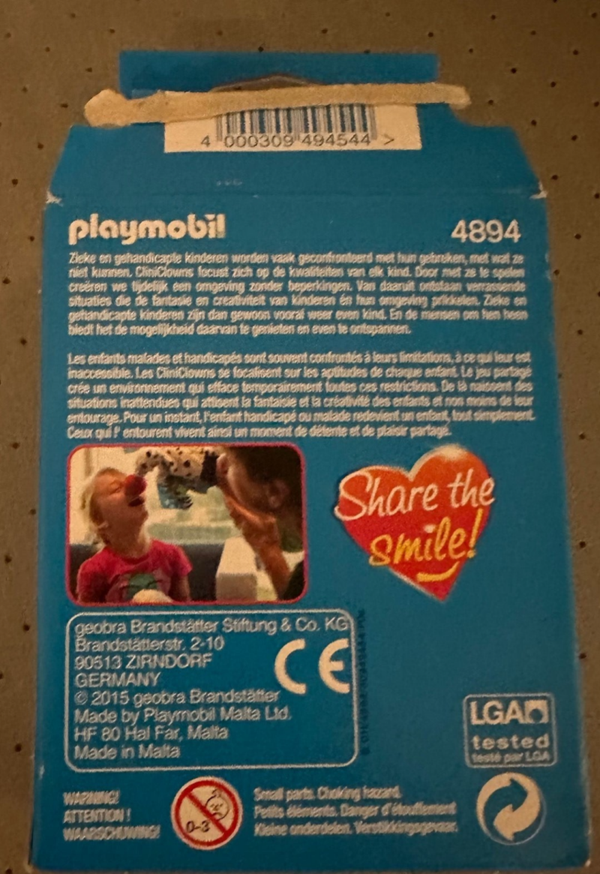 4 000309 494544 >
playmobil
4894
Zieke en gehandicapte kinderen worden vaak geconfronteerd met hun gebreken, met wat ze
niet kunnen. CliniClowns focust zich op de kwaliteiten van elk kind. Door met ze te spelen
creëren we tijdelijk een omgeving zonder beperkingen. Van daaruit ontstaan verrassende
situaties die de fantasie en creativiteit van kinderen én hun omgeving prikkelen. Zieke en
gehandicapte kinderen zijn dan gewoon vooral weer even kind. En de mensen om hen heen
biedt het de mogelijkheid daarvan te genieten en even te ontspannen.
Les enfants malades et handicapés sont souvent confrontés à leurs limitations, à ce qui leur est
inaccessible. Les CliniClowns se focalisent sur les aptitudes de chaque enfant. Le jeu partagé
crée un environnement qui efface temporairement toutes ces restrictions. De là naissent des
situations inattendues qui attisent la fantaisie et la créativité des enfants et non moins de leur
entourage. Pour un instant, l'enfant handicapé ou malade redevient un enfant, tout simplement.
Ceux qui l' entourent vivent ainsi un moment de détente et de plaisir partagé.
Share the
smile!
geobra Brandstätter Stiftung & Co. KG
Brandstätterstr. 2-10
90513 ZIRNDORF
GERMANY
© 2015 geobra Brandstätter
Made by Playmobil Malta Ltd.
HF 80 Hal Far, Malta
Made in Malta
CE
LGA
tested
testé par LGA
WARNING!
ATTENTION !
WAARSCHUWING!
0-3
Small parts. Choking hazard.
Petits éléments. Danger d'étouffement
Kleine onderdelen. Verstikkingsgevaar.